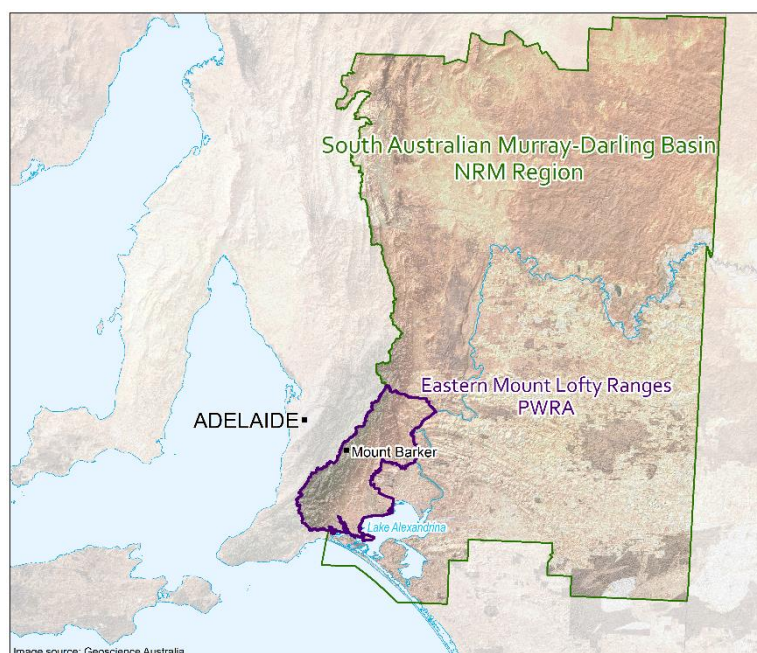 South Australian Murray-Darling Basin
NRM Region
Eastern Mount Lofty Ranges
PWRA
ADELAIDE
Mount Barker
Lake Alexandrina
Image source: Geoscience Australia